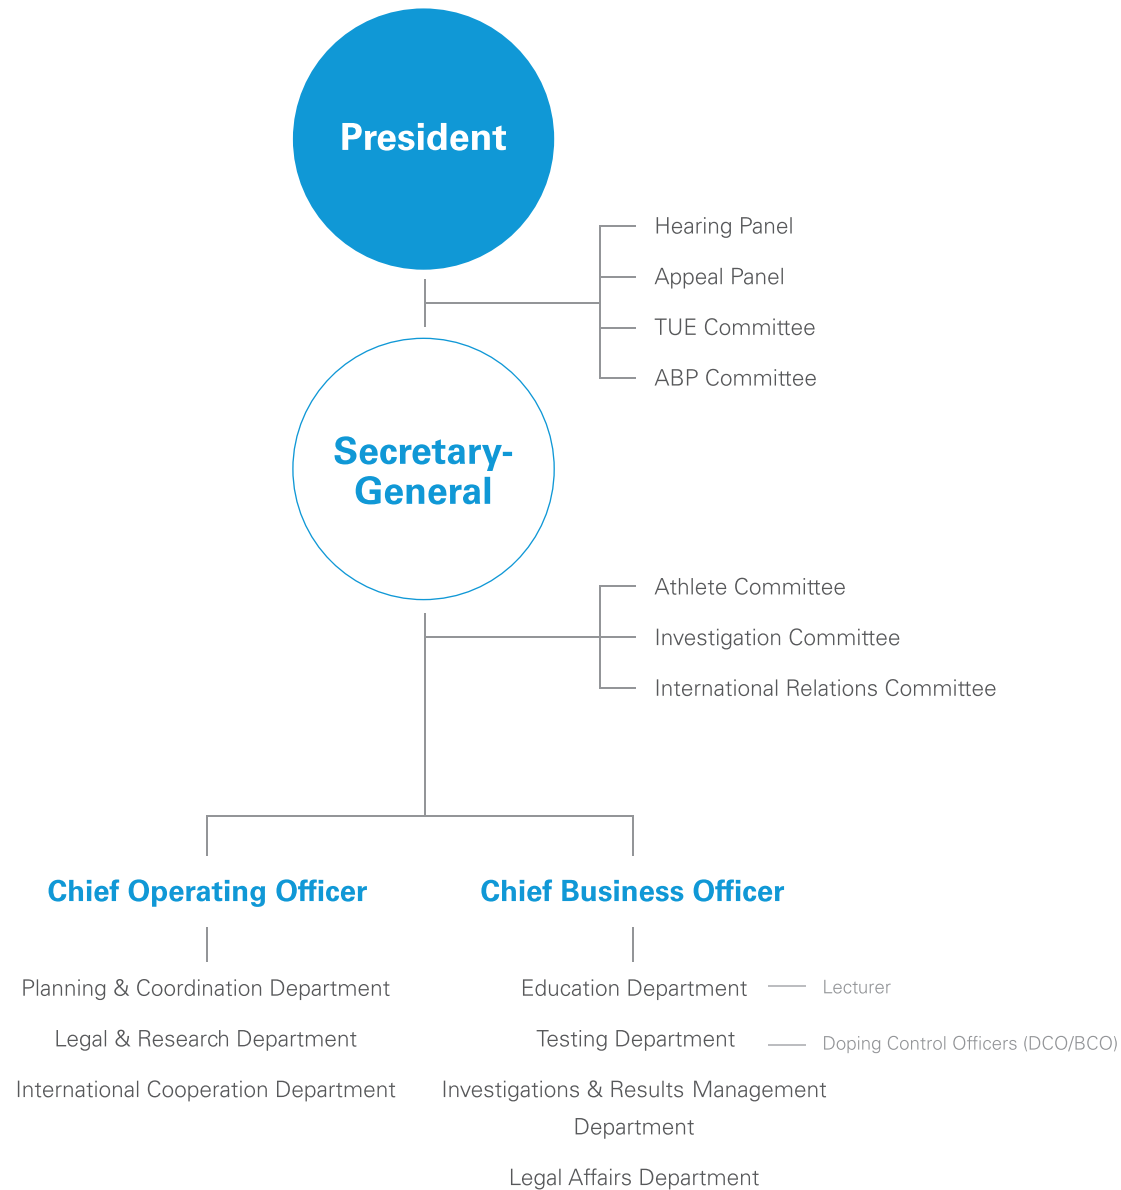 President
Hearing Panel
Appeal Panel
TUE Committee
ABP Committee
Secretary-
General
Athlete Committee
Investigation Committee
International Relations Committee
Chief Operating Officer
Planning & Coordination Department
Legal & Research Department
International Cooperation Department
Chief Business Officer
Education Department
Lecturer
Testing Department
Doping Control Officers (DCO/BCO)
Investigations & Results Management
Department
Legal Affairs Department